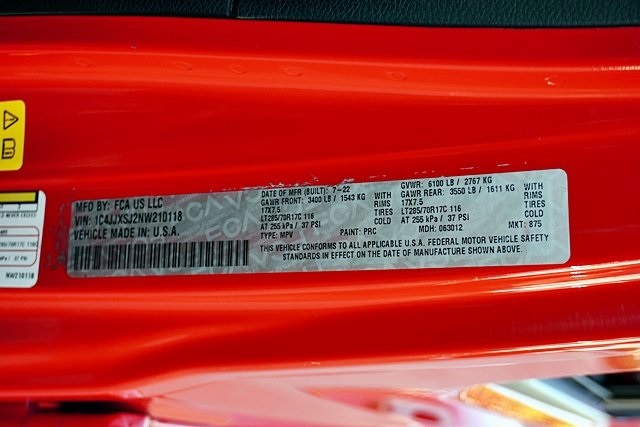 MFD BY: FCA US LLC
VIN: 1C4JJXSJ2NW210118
VEHICLE MADE IN: U.S.A.
DATE OF MFR (BUILT): 7-22
GAWR FRONT: 3400 LB / 1543 KG WITH
17X7.5 RIMS
LT285/70R17C 116 TIRES
AT 255 kPa / 37 PSI COLD
TYPE: MPV PAINT: PRC
GVWR: 6100 LB / 2767 KG
GAWR REAR: 3550 LB / 1611 KG WITH
17X7.5 RIMS
LT285/70R17C 116 TIRES
AT 255 kPa / 37 PSI COLD
MDH: 063012 MKT: 875
THIS VEHICLE CONFORMS TO ALL APPLICABLE U.S.A. FEDERAL MOTOR VEHICLE SAFETY
STANDARDS IN EFFECT ON THE DATE OF MANUFACTURE SHOWN ABOVE.
NW210118